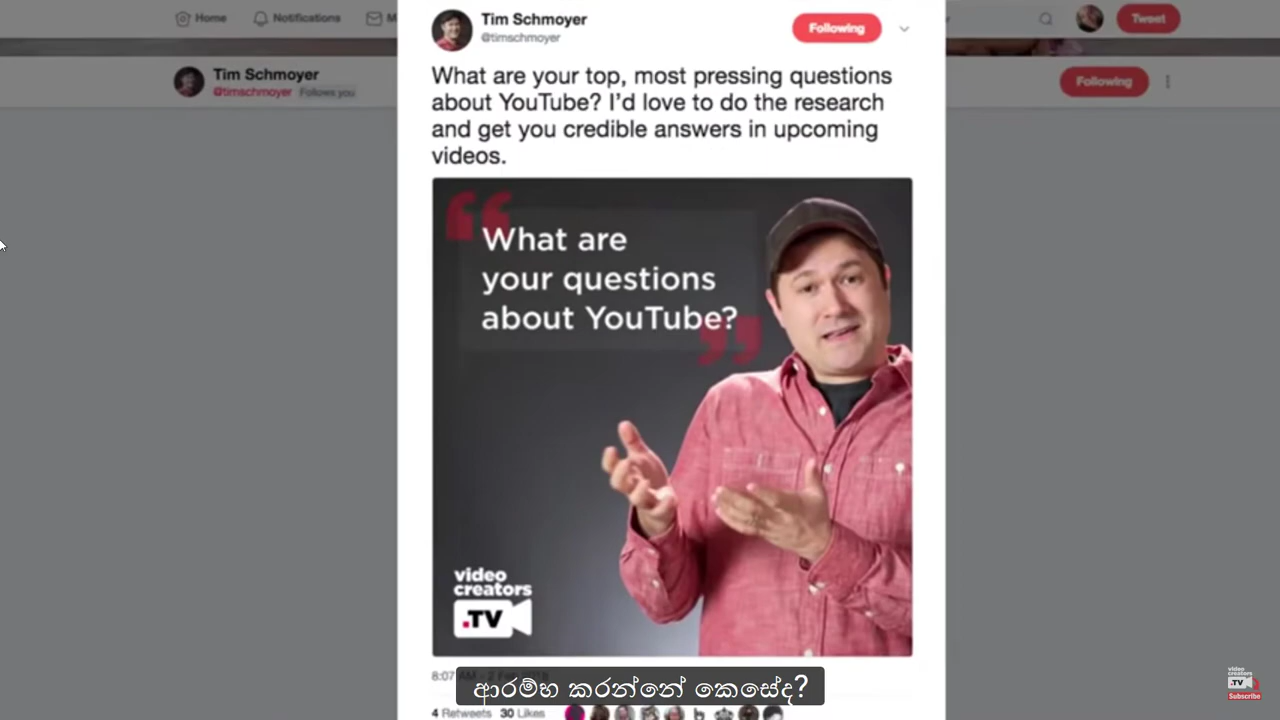 Home Notifications
Tweet
Tim Schmoyer
@timschmoyer Follows you
Following
Tim Schmoyer
@timschmoyer
Following
What are your top, most pressing questions
about YouTube? I'd love to do the research
and get you credible answers in upcoming
videos.
“What are
your questions
about YouTube?”
video
creators
.TV
8:07
ආරම්භ කරන්නේ කෙසේද?
4 Retweets 30 Likes
video
creators
.TV
Subscribe